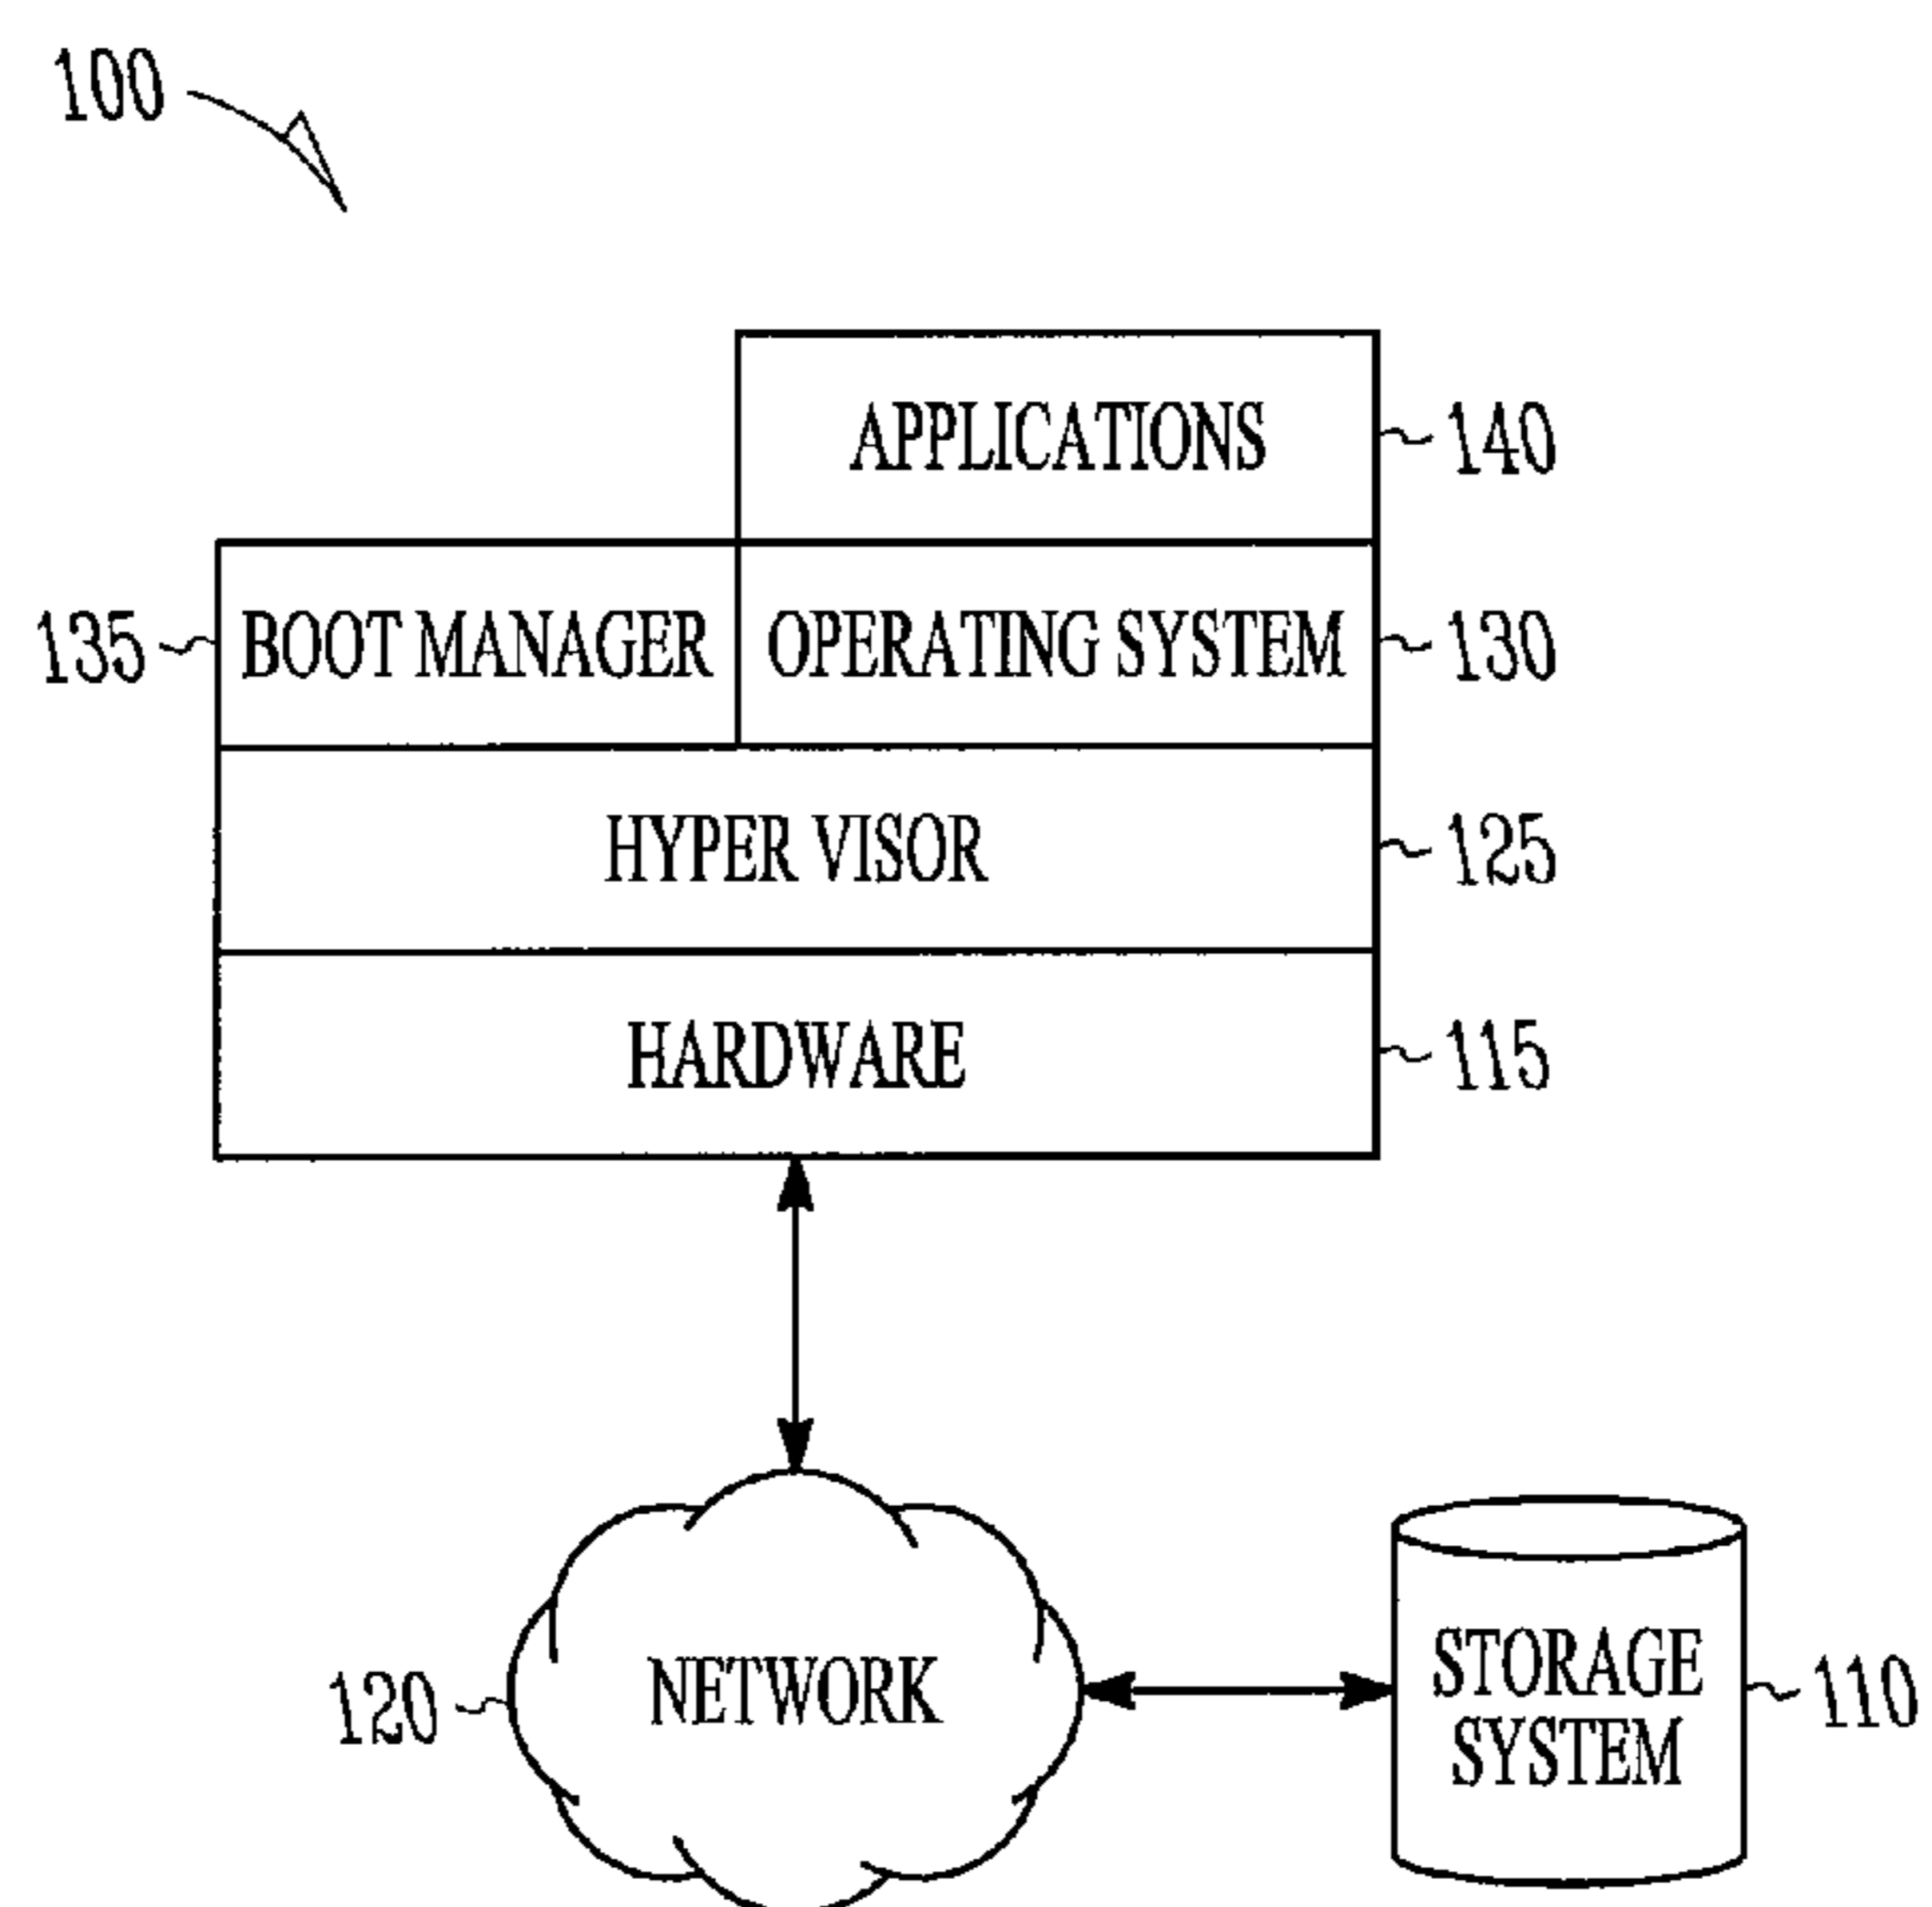 100
APPLICATIONS 140
135 BOOT MANAGER OPERATING SYSTEM 130
HYPER VISOR 125
HARDWARE 115
120 NETWORK
STORAGE
SYSTEM
110